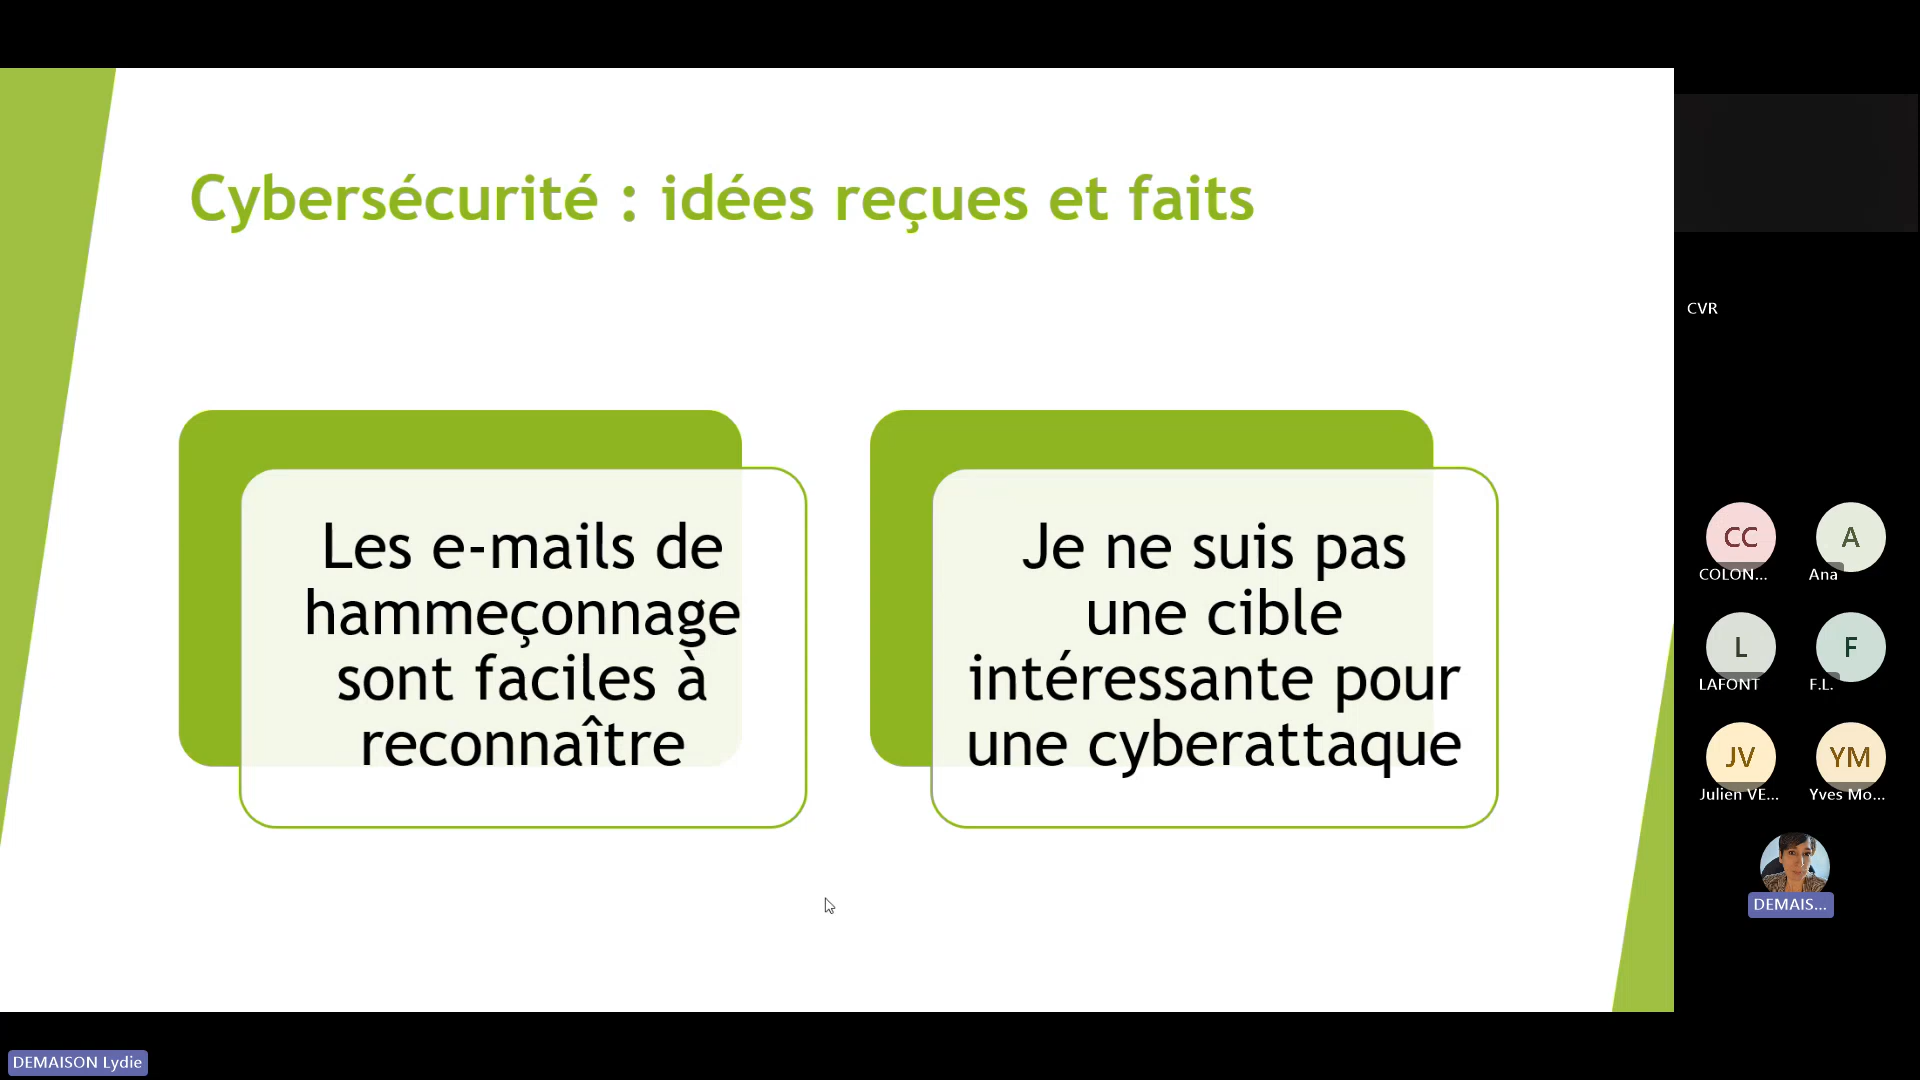 Cybersécurité : idées reçues et faits
Les e-mails de
hammeçonnage
sont faciles à
reconnaître
Je ne suis pas
une cible
intéressante pour
une cyberattaque
CVR
CC
COLON...
A
Ana
L
LAFONT
F
F.L.
JV
Julien VE...
YM
Yves Mo...
DEMAIS...
DEMAISON Lydie